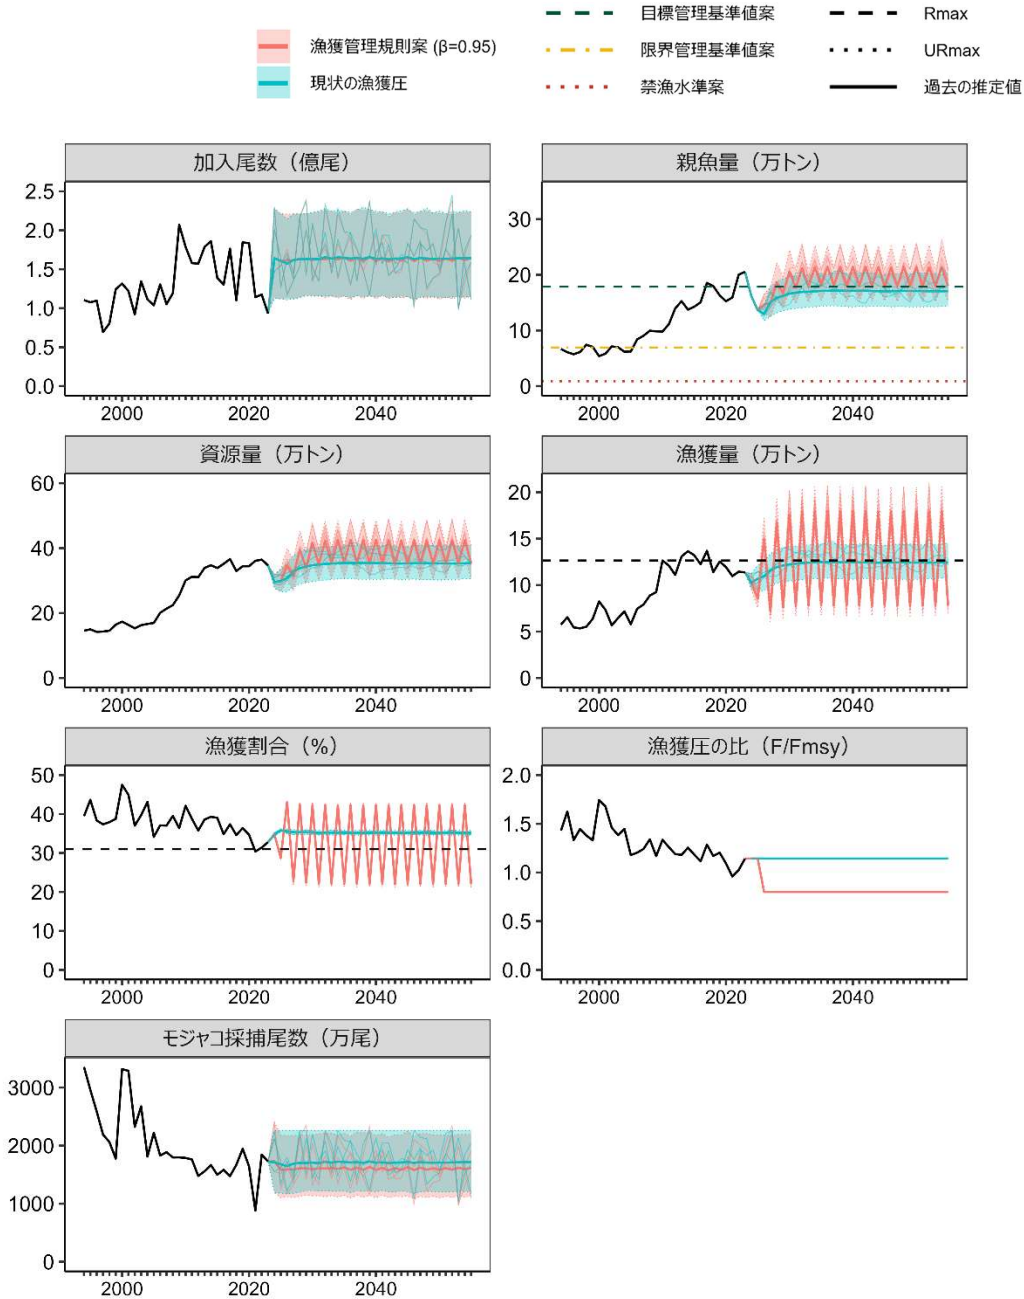 漁獲管理規則案 (β=0.95)
現状の漁獲圧
目標管理基準値案
限界管理基準値案
禁漁水準案
Rmax
URmax
過去の推定値
加入尾数（億尾）
2.5
2.0
1.5
1.0
0.5
0.0
2000 2020 2040
親魚量（万トン）
30
20
10
0
2000 2020 2040
資源量（万トン）
60
40
20
0
2000 2020 2040
漁獲量（万トン）
20
15
10
5
0
2000 2020 2040
漁獲割合（%）
50
40
30
20
10
0
2000 2020 2040
漁獲圧の比（F/Fmsy）
2.0
1.5
1.0
0.5
0.0
2000 2020 2040
モジャコ採捕尾数（万尾）
3000
2000
1000
0
2000 2020 2040